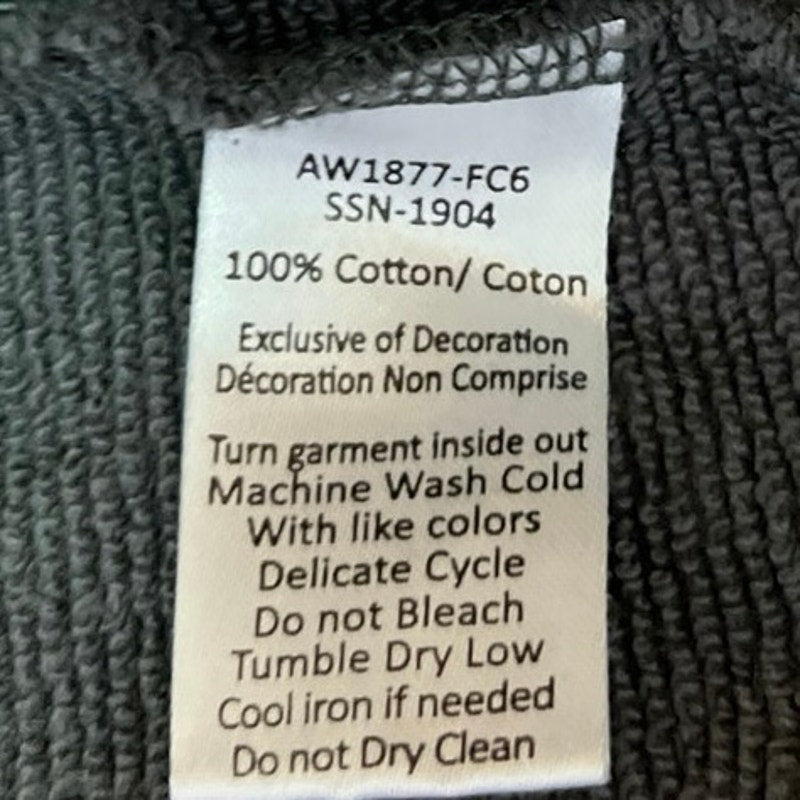 AW1877-FC6
SSN-1904
100% Cotton/ Coton
Exclusive of Decoration
Décoration Non Comprise
Turn garment inside out
Machine Wash Cold
With like colors
Delicate Cycle
Do not Bleach
Tumble Dry Low
Cool iron if needed
Do not Dry Clean